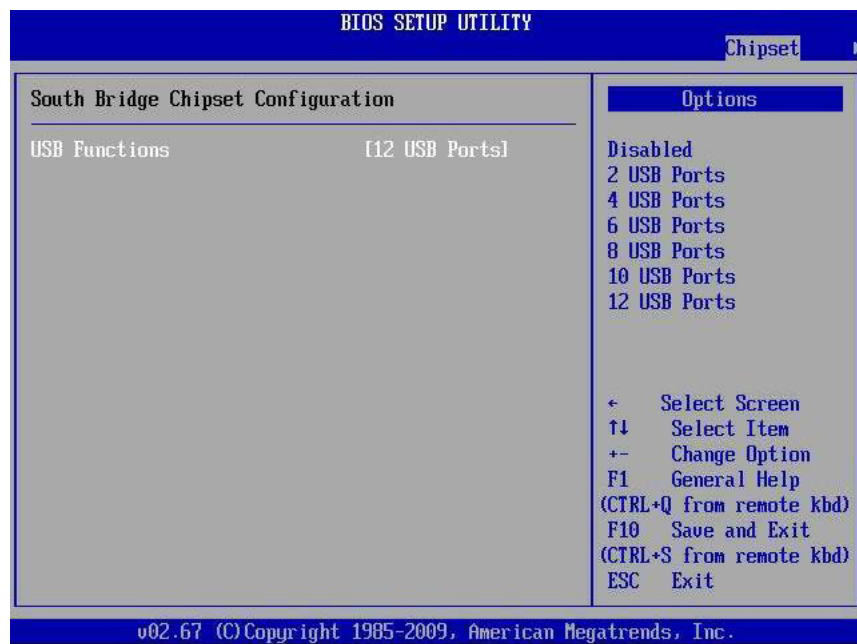 BIOS SETUP UTILITY
Chipset
South Bridge Chipset Configuration
USB Functions [12 USB Ports]
Options
Disabled
2 USB Ports
4 USB Ports
6 USB Ports
8 USB Ports
10 USB Ports
12 USB Ports
← Select Screen
↑↓ Select Item
+- Change Option
F1 General Help
(CTRL+Q from remote kbd)
F10 Save and Exit
(CTRL+S from remote kbd)
ESC Exit
v02.67 (C)Copyright 1985-2009, American Megatrends, Inc.